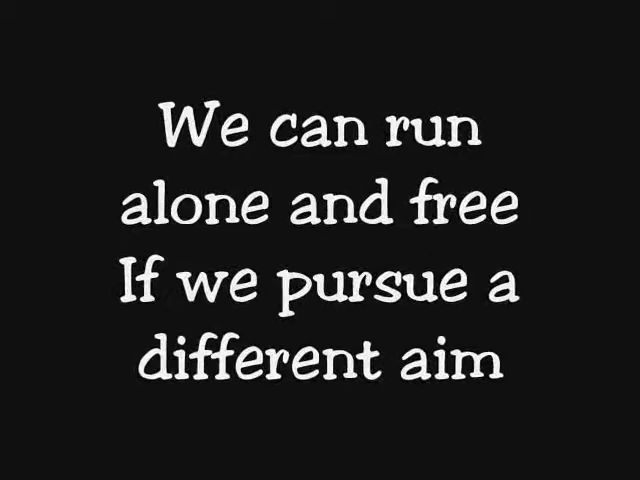 We can run
alone and free
If we pursue a
different aim